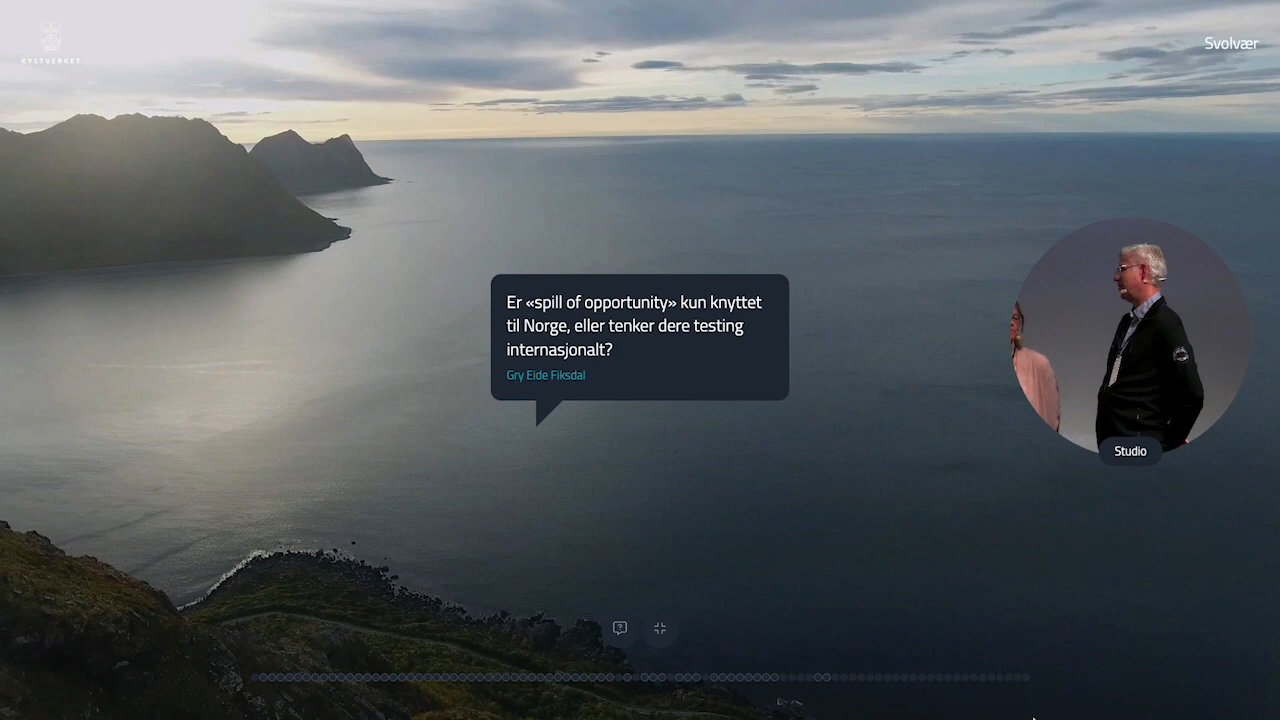 KYSTVERKET
Svolvær
Er «spill of opportunity» kun knyttet
til Norge, eller tenker dere testing
internasjonalt?
Gry Eide Fiksdal
Studio